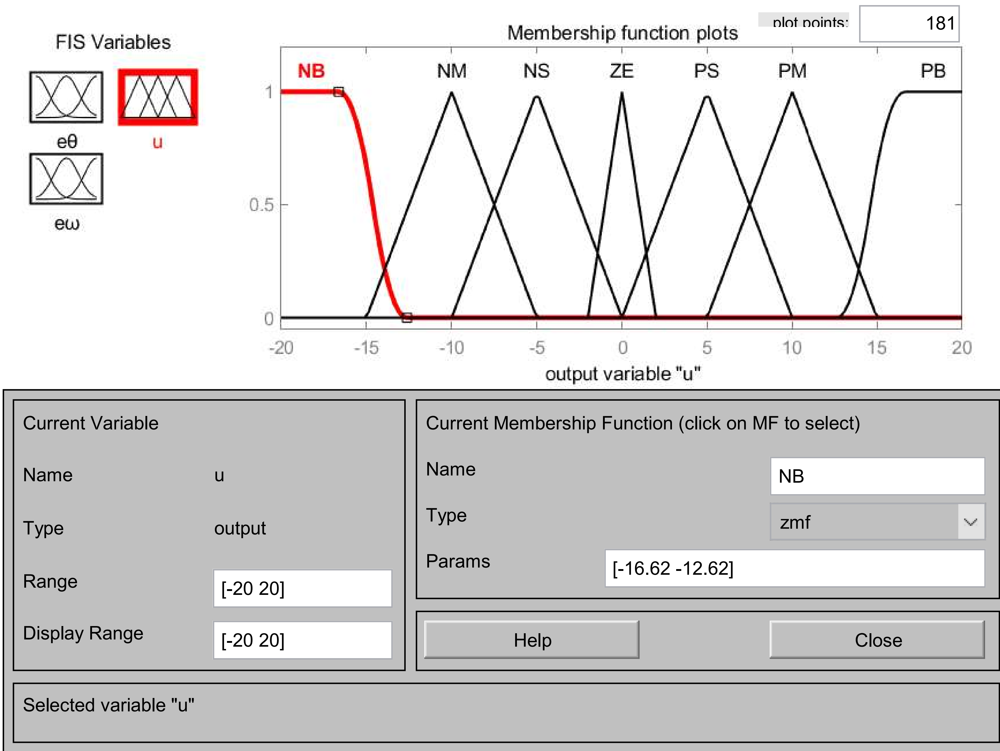 plot points: 181
FIS Variables
Membership function plots
NB NM NS ZE PS PM PB
eθ u
eω
1
0.5
0
-20 -15 -10 -5 0 5 10 15 20
output variable "u"
Current Variable
Name u
Type output
Range [-20 20]
Display Range [-20 20]
Current Membership Function (click on MF to select)
Name NB
Type zmf
Params [-16.62 -12.62]
Help Close
Selected variable "u"